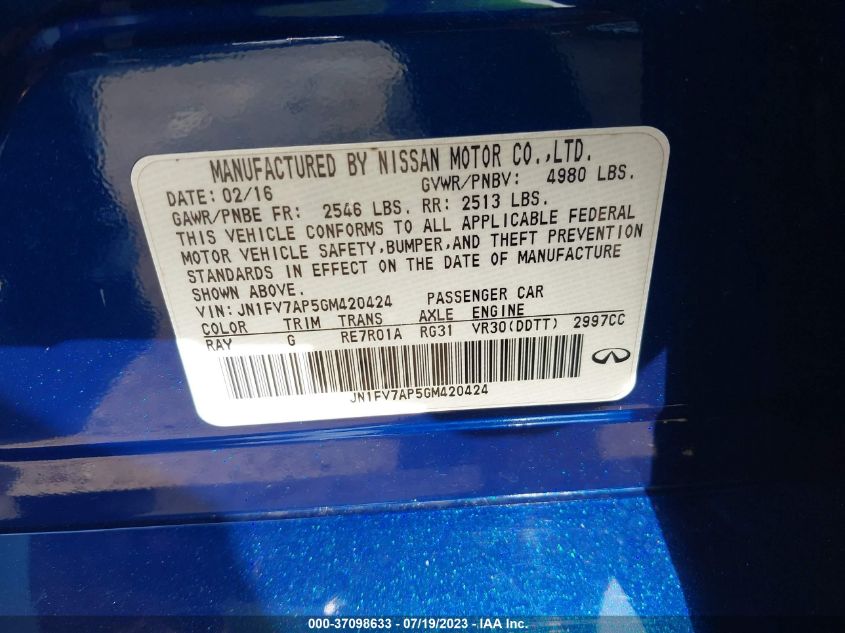 MANUFACTURED BY NISSAN MOTOR CO.,LTD.
DATE: 02/16 GVWR/PNBV: 4980 LBS.
GAWR/PNBE FR: 2546 LBS. RR: 2513 LBS.
THIS VEHICLE CONFORMS TO ALL APPLICABLE FEDERAL
MOTOR VEHICLE SAFETY,BUMPER,AND THEFT PREVENTION
STANDARDS IN EFFECT ON THE DATE OF MANUFACTURE
SHOWN ABOVE.
VIN: JN1FV7AP5GM420424 PASSENGER CAR
COLOR TRIM TRANS AXLE ENGINE
RAY G RE7R01A RG31 VR30(DDTT) 2997CC
JN1FV7AP5GM420424
000-37098633 - 07/19/2023 - IAA Inc.